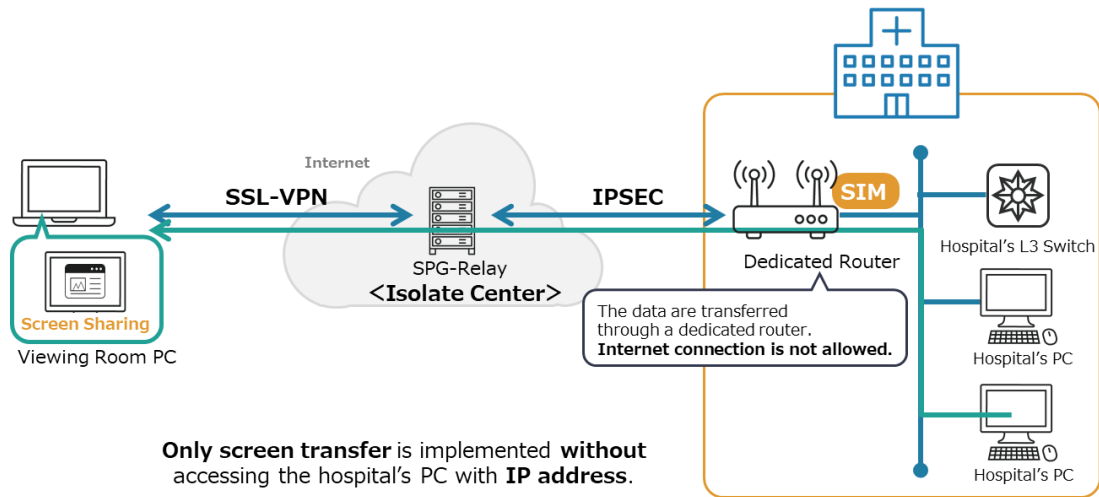 Internet
SSL-VPN
IPSEC
SIM
SPG-Relay
<Isolate Center>
Dedicated Router
Hospital's L3 Switch
Screen Sharing
Viewing Room PC
The data are transferred
through a dedicated router.
Internet connection is not allowed.
Hospital's PC
Hospital's PC
Only screen transfer is implemented without
accessing the hospital's PC with IP address.